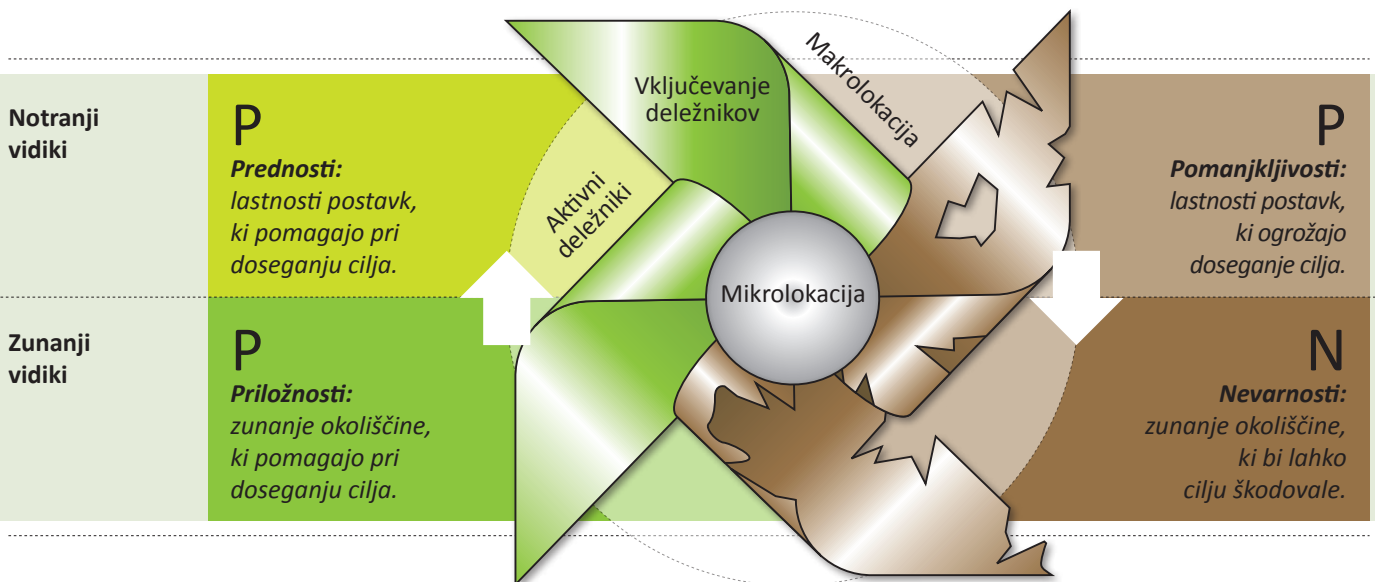 Notranji
vidiki
P
Prednosti:
lastnosti postavk,
ki pomagajo pri
doseganju cilja.
Aktivni
deležniki
Vključevanje
deležnikov
Makrolokacija
P
Pomanjkljivosti:
lastnosti postavk,
ki ogrožajo
doseganje cilja.
Mikrolokacija
Zunanji
vidiki
P
Priložnosti:
zunanje okoliščine,
ki pomagajo pri
doseganju cilja.
N
Nevarnosti:
zunanje okoliščine,
ki bi lahko
cilju škodovale.